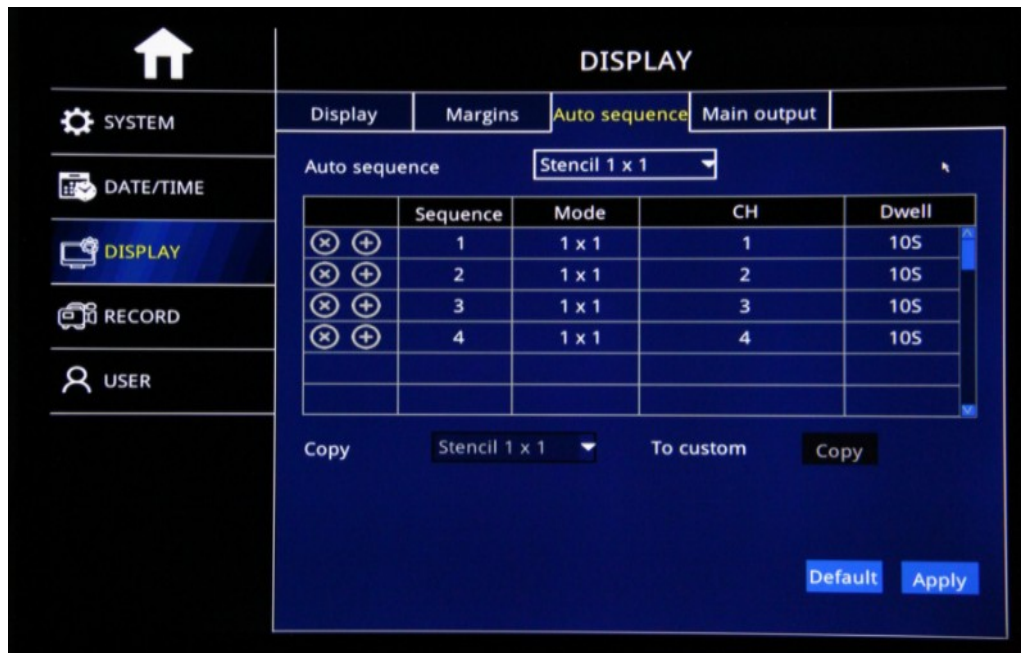 DISPLAY
SYSTEM
DATE/TIME
DISPLAY
RECORD
USER
Display Margins Auto sequence Main output
Auto sequence Stencil 1 x 1
Sequence Mode CH Dwell
1 1 x 1 1 10S
2 1 x 1 2 10S
3 1 x 1 3 10S
4 1 x 1 4 10S
Copy Stencil 1 x 1 To custom Copy
Default Apply